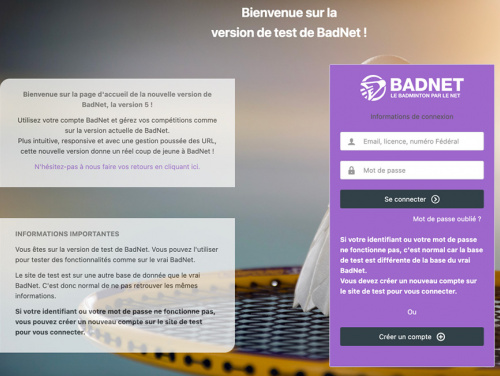 Bienvenue sur la
version de test de BadNet !
Bienvenue sur la page d'accueil de la nouvelle version de
BadNet, la version 5 !
Utilisez votre compte BadNet et gérez vos compétitions comme
sur la version actuelle de BadNet.
Plus intuitive, responsive et avec une gestion poussée des URL,
cette nouvelle version donne un réel coup de jeune à BadNet !
N'hésitez-pas à nous faire vos retours en cliquant ici.
INFORMATIONS IMPORTANTES
Vous êtes sur la version de test de BadNet. Vous pouvez l'utiliser
pour tester des fonctionnalités comme sur le vrai BadNet.
Le site de test est sur une autre base de donnée que le vrai
BadNet. C'est donc normal de ne pas retrouver les mêmes
informations.
Si votre identifiant ou votre mot de passe ne fonctionne pas,
vous pouvez créer un nouveau compte sur le site de test
pour vous connecter.
BADNET
LE BADMINTON PAR LE NET
Informations de connexion
Email, licence, numéro Fédéral
Mot de passe
Se connecter
Mot de passe oublié ?
Si votre identifiant ou votre mot de passe
ne fonctionne pas, c'est normal car la base
de test est différente de la base du vrai
BadNet.
Vous devez créer un nouveau compte sur
le site de test pour vous connecter.
Ou
Créer un compte